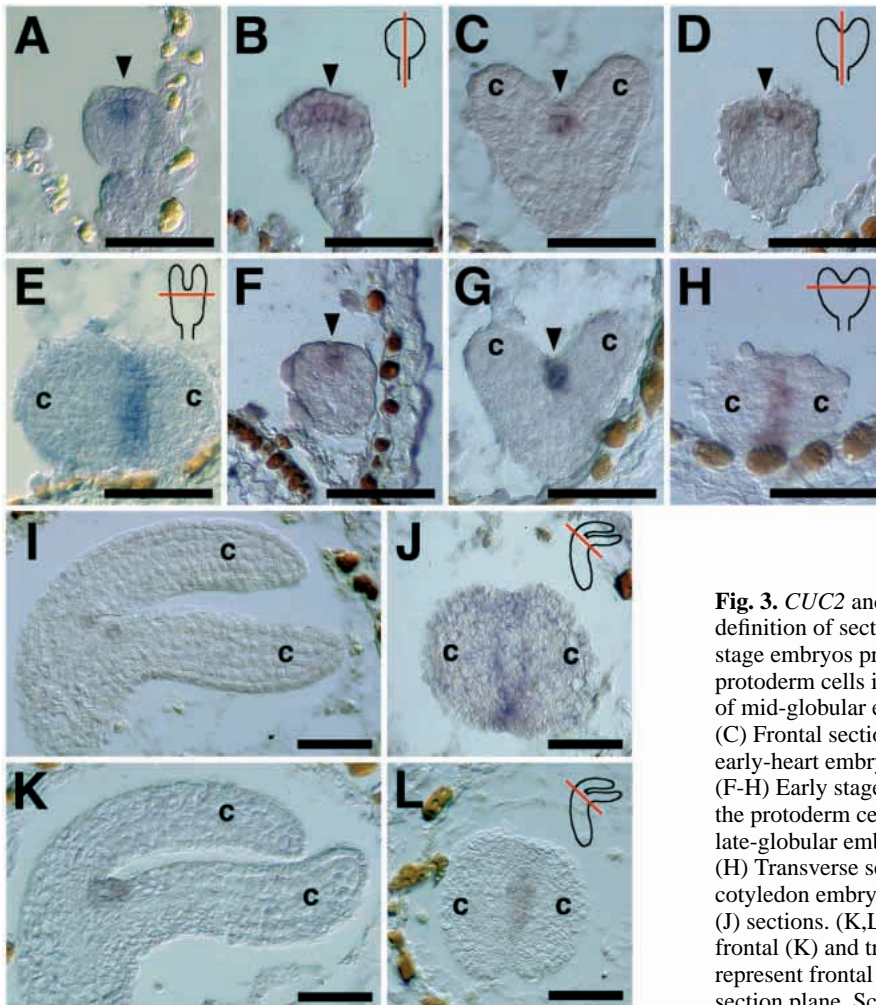 A
B
C
D
c
c
E
F
G
H
c
c
c
c
c
c
I
J
c
c
c
c
K
L
c
c
c
c
Fig. 3. CUC2 and
definition of sect
stage embryos pr
protoderm cells i
of mid-globular e
(C) Frontal sectio
early-heart embry
(F-H) Early stage
the protoderm ce
late-globular emb
(H) Transverse se
cotyledon embry
(J) sections. (K,L
frontal (K) and tr
represent frontal
section plane. Sc